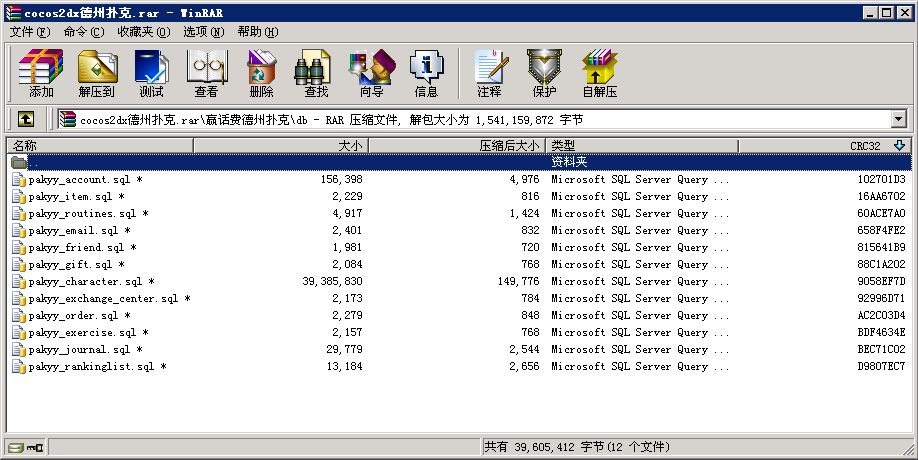 cocos2dx德州扑克.rar - WinRAR
文件(F) 命令(C) 收藏夹(O) 选项(N) 帮助(H)
添加 解压到 测试 查看 删除 查找 向导 信息 注释 保护 自解压
cocos2dx德州扑克.rar\赢话费德州扑克\db - RAR 压缩文件, 解包大小为 1,541,159,872 字节
名称 大小 压缩后大小 类型 CRC32
.. 资料夹
pakyy_account.sql * 156,398 4,976 Microsoft SQL Server Query ... 102701D3
pakyy_item.sql * 2,229 816 Microsoft SQL Server Query ... 16AA6702
pakyy_routines.sql * 4,917 1,424 Microsoft SQL Server Query ... 60ACE7A0
pakyy_email.sql * 2,401 832 Microsoft SQL Server Query ... 658F4FE2
pakyy_friend.sql * 1,981 720 Microsoft SQL Server Query ... 815641B9
pakyy_gift.sql * 2,084 768 Microsoft SQL Server Query ... 88C1A202
pakyy_character.sql * 39,385,830 149,776 Microsoft SQL Server Query ... 9058EF7D
pakyy_exchange_center.sql * 2,173 784 Microsoft SQL Server Query ... 92996D71
pakyy_order.sql * 2,279 848 Microsoft SQL Server Query ... AC2C03D4
pakyy_exercise.sql * 2,157 768 Microsoft SQL Server Query ... BDF4634E
pakyy_journal.sql * 29,779 2,544 Microsoft SQL Server Query ... BEC71C02
pakyy_rankinglist.sql * 13,184 2,656 Microsoft SQL Server Query ... D9807EC7
共有 39,605,412 字节(12 个文件)